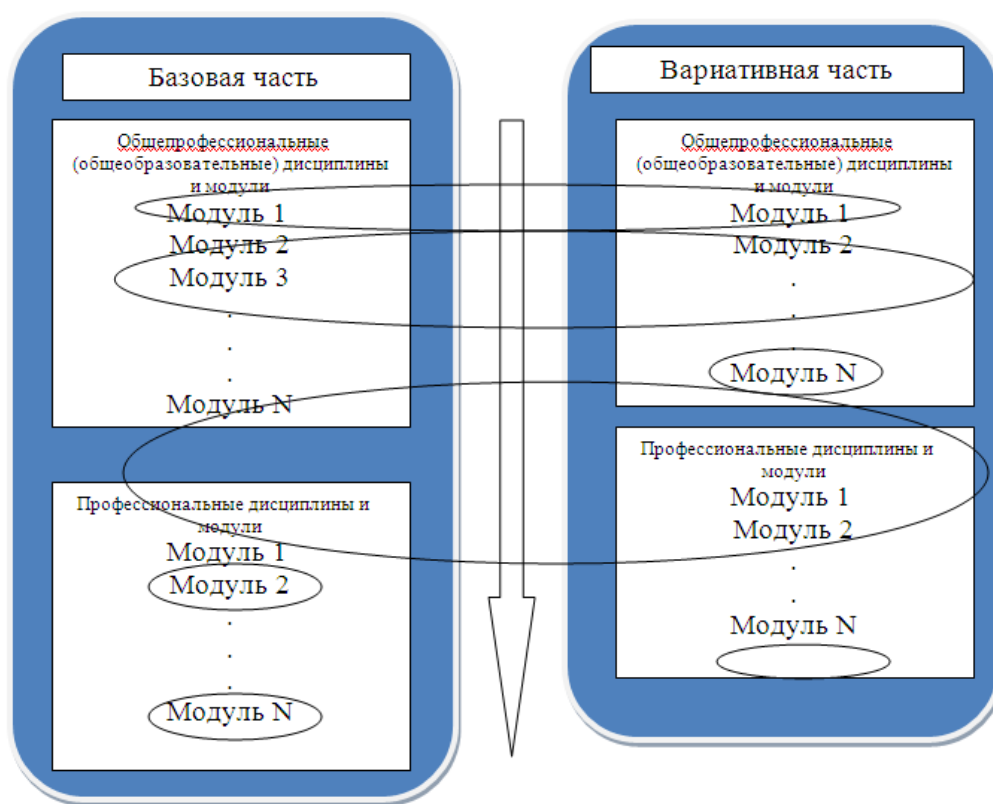 Базовая часть
Общепрофессиональные
(общеобразовательные) дисциплины
и модули
Модуль 1
Модуль 2
Модуль 3
.
.
.
Модуль N
Профессиональные дисциплины и
модули
Модуль 1
Модуль 2
.
.
.
Модуль N
Вариативная часть
Общепрофессиональные
(общеобразовательные) дисциплины
и модули
Модуль 1
Модуль 2
.
.
.
Модуль N
Профессиональные дисциплины и
модули
Модуль 1
Модуль 2
.
.
Модуль N